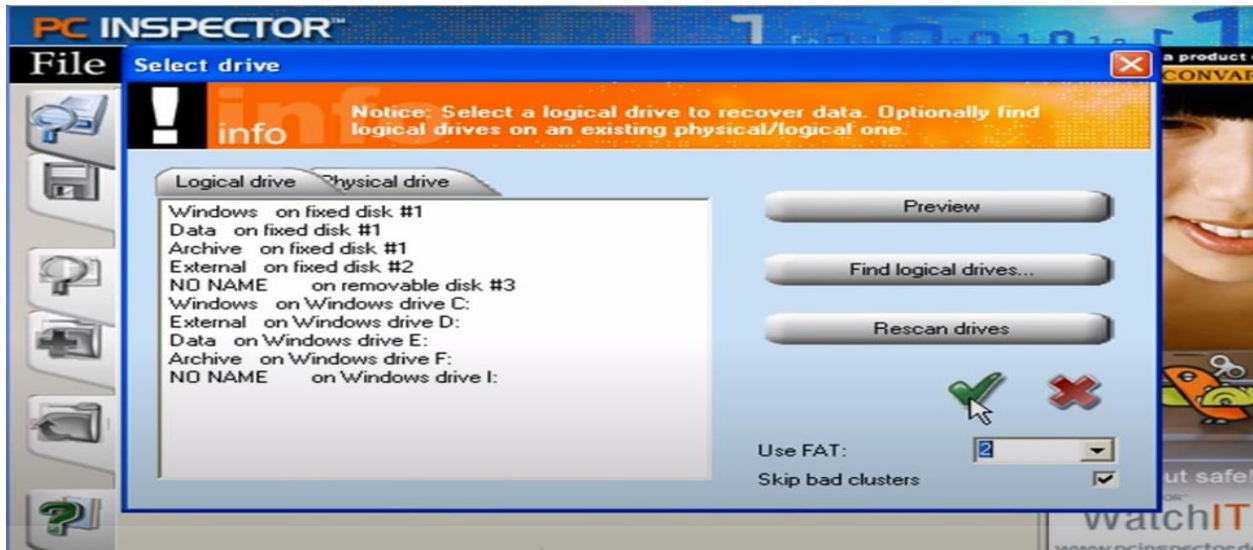 PC INSPECTOR™
File
a product
CONVAR
Select drive
info
Notice: Select a logical drive to recover data. Optionally find
logical drives on an existing physical/logical one.
Logical drive
Physical drive
Windows on fixed disk #1
Data on fixed disk #1
Archive on fixed disk #1
External on fixed disk #2
NO NAME on removable disk #3
Windows on Windows drive C:
External on Windows drive D:
Data on Windows drive E:
Archive on Windows drive F:
NO NAME on Windows drive I:
Preview
Find logical drives...
Rescan drives
Use FAT: 2
Skip bad clusters
out safe!
WatchIT